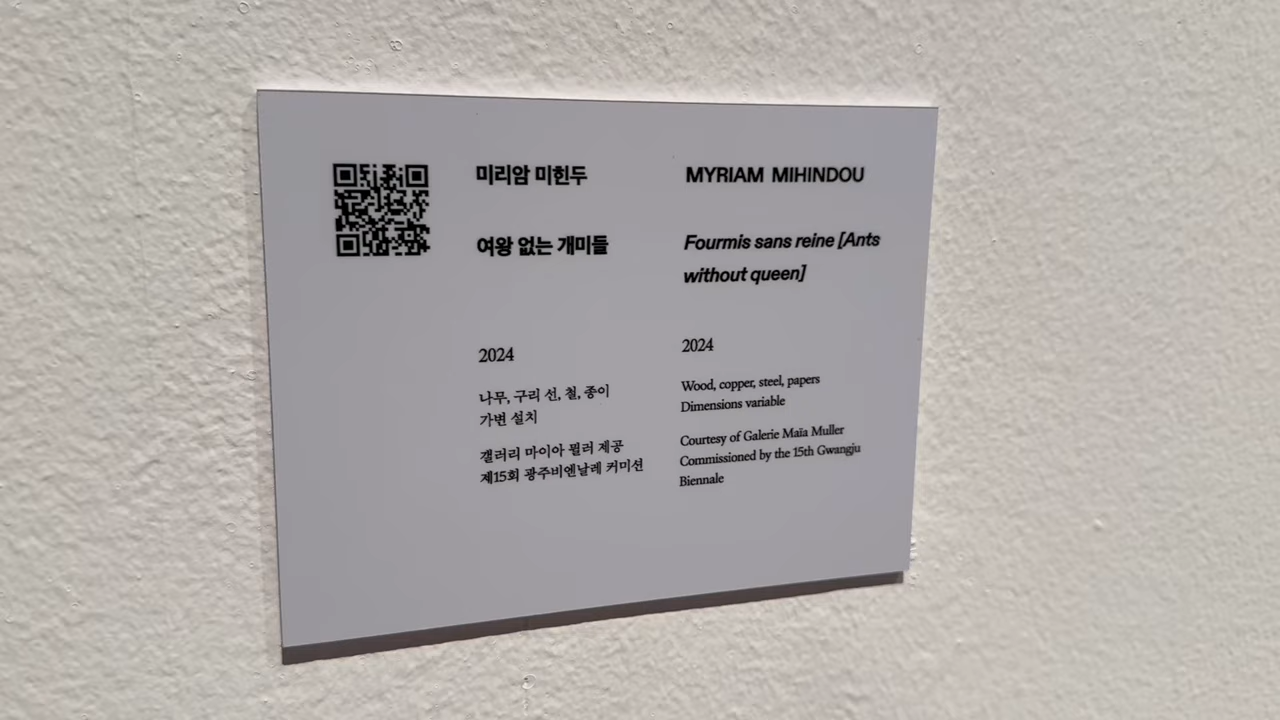 미리암 미힌두
여왕 없는 개미들
2024
나무, 구리 선, 철, 종이
가변 설치
갤러리 마이아 뮐러 제공
제15회 광주비엔날레 커미션
MYRIAM MIHINDOU
Fourmis sans reine [Ants
without queen]
2024
Wood, copper, steel, papers
Dimensions variable
Courtesy of Galerie Maïa Muller
Commissioned by the 15th Gwangju
Biennale